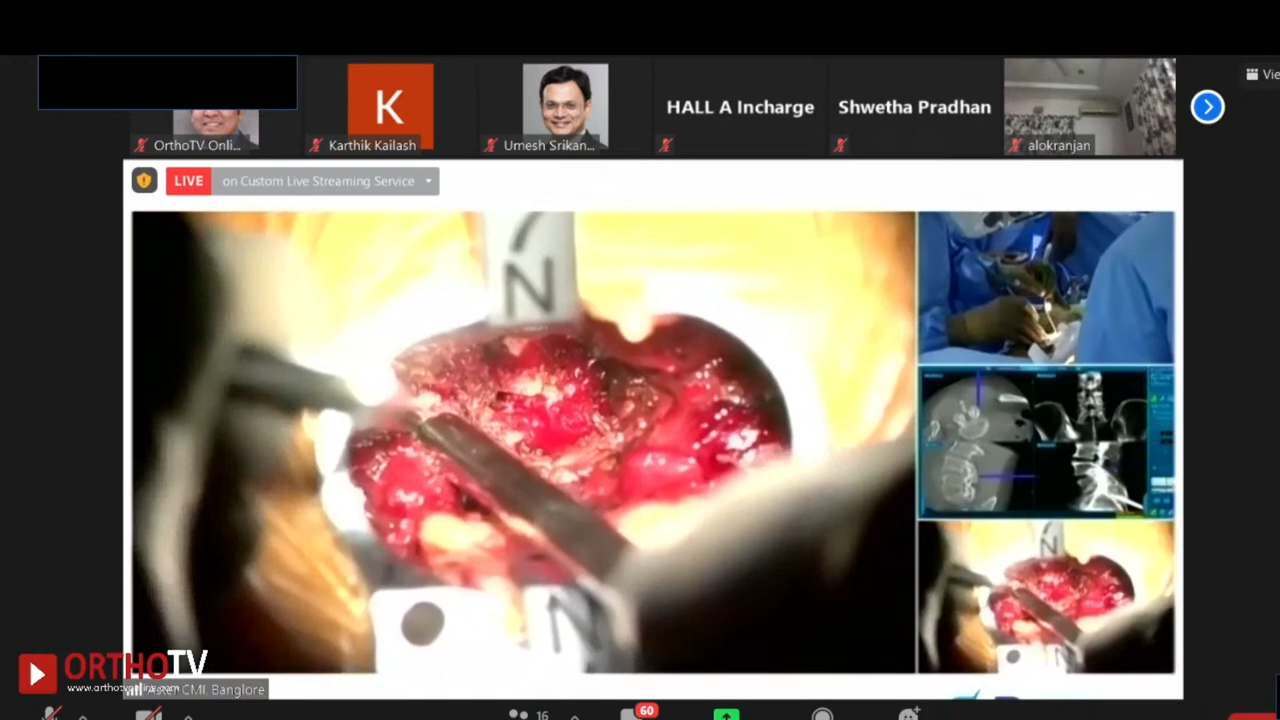 Vie
HALL A Incharge
Shwetha Pradhan
K
OrthoTV Onli...
Karthik Kailash
Umesh Srikan...
alokranjan
LIVE
on Custom Live Streaming Service
N
N
N
N
ORTHOTV
Aster CMI, Banglore
16
60